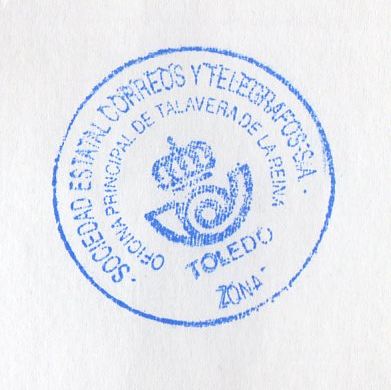 · SOCIEDAD ESTATAL CORREOS Y TELEGRAFOS S.A. ·
OFICINA PRINCIPAL DE TALAVERA DE LA REINA
TOLEDO
ZONA